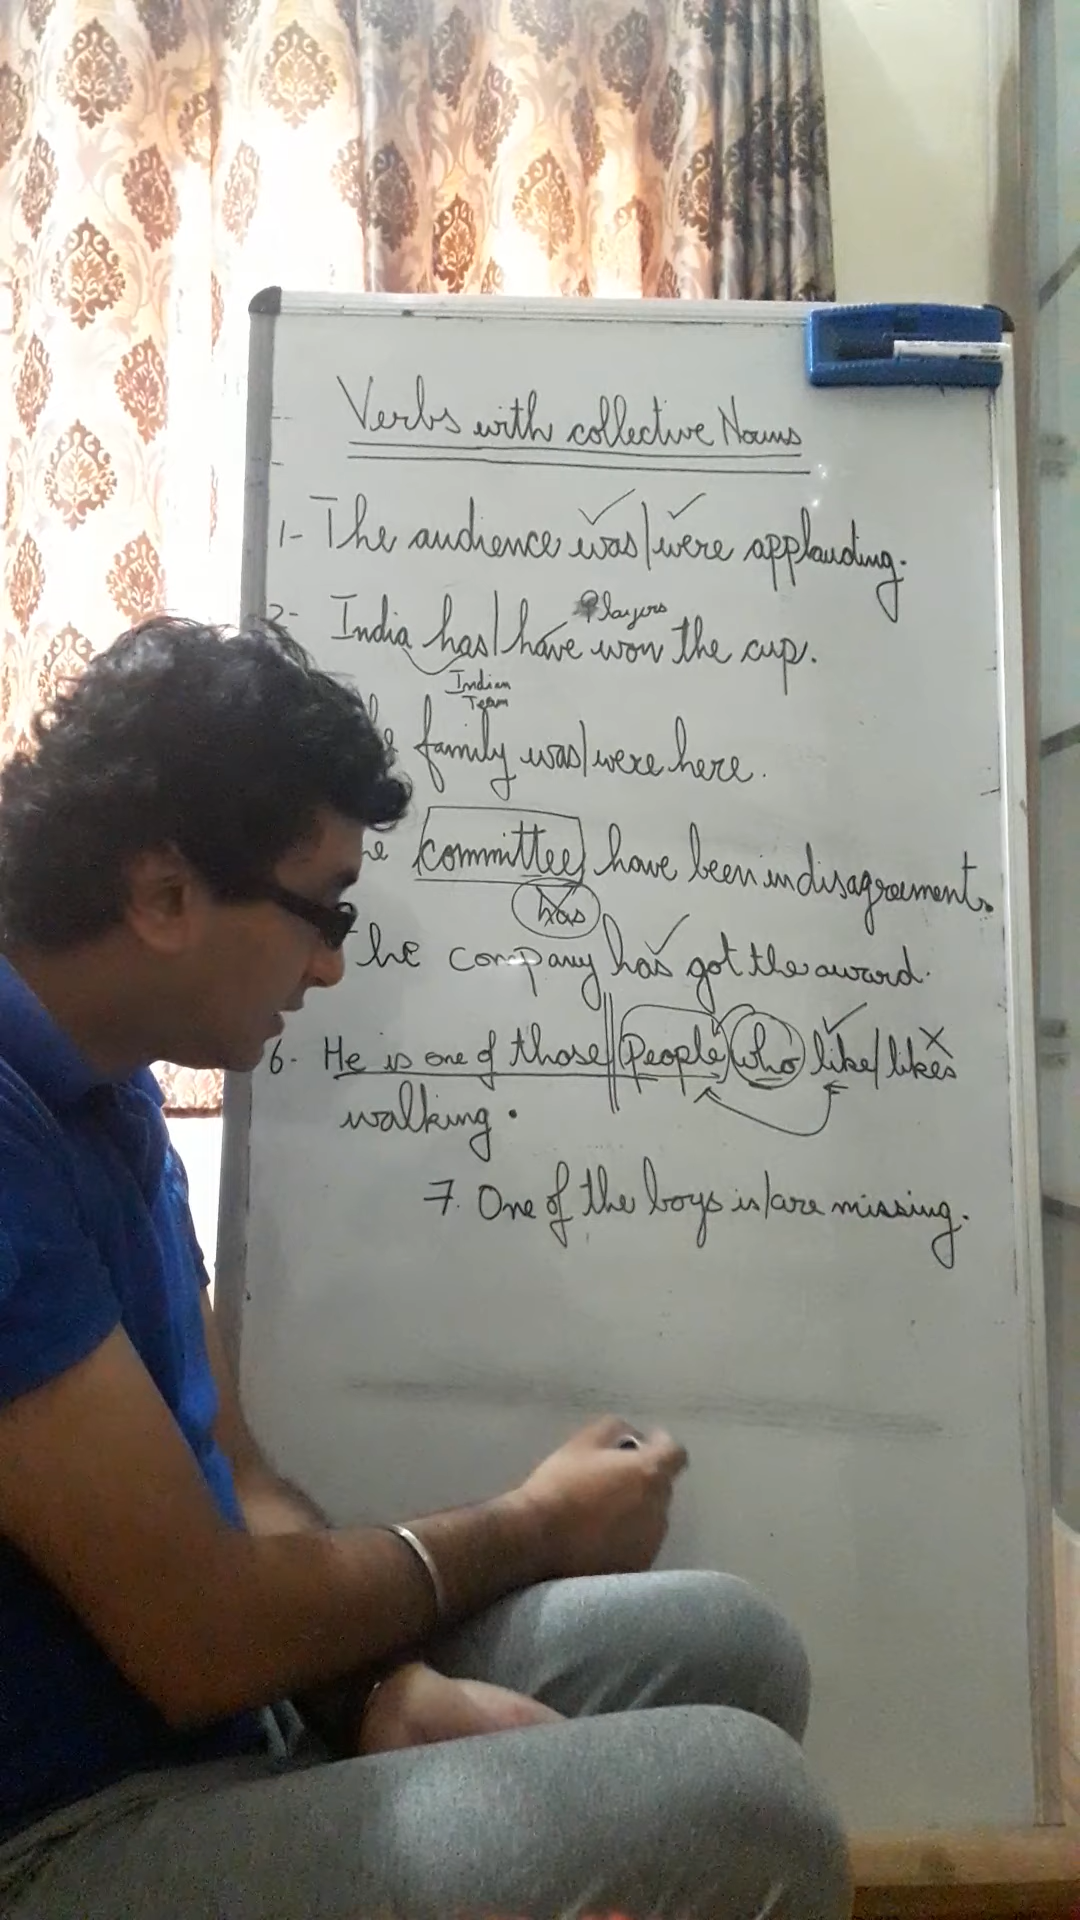 Verbs with collective Nouns
1- The audience was/were applauding.
2- India has/have won the cup.
Players
Indian
Team
family was/were here.
committee have been in disagreement.
has
The company has got the award.
6- He is one of those people who like/likes
walking.
7. One of the boys is/are missing.